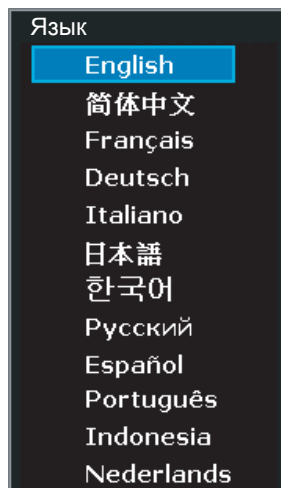 Язык
English
简体中文
Français
Deutsch
Italiano
日本語
한국어
Русский
Español
Português
Indonesia
Nederlands